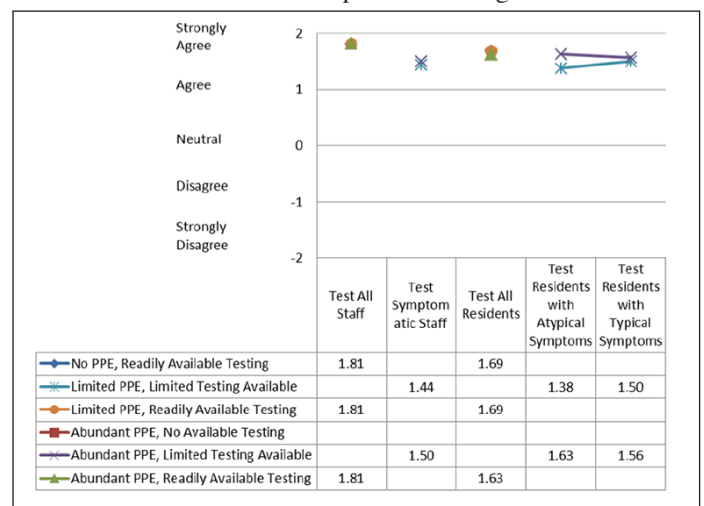 Strongly
Agree
2
Agree
1
Neutral
0
Disagree
-1
Strongly
Disagree
-2
Test All
Staff
Test
Symptom
atic Staff
Test All
Residents
Test
Residents
with
Atypical
Symptoms
Test
Residents
with
Typical
Symptoms
No PPE, Readily Available Testing 1.81 1.69
Limited PPE, Limited Testing Available 1.44 1.38 1.50
Limited PPE, Readily Available Testing 1.81 1.69
Abundant PPE, No Available Testing
Abundant PPE, Limited Testing Available 1.50 1.63 1.56
Abundant PPE, Readily Available Testing 1.81 1.63